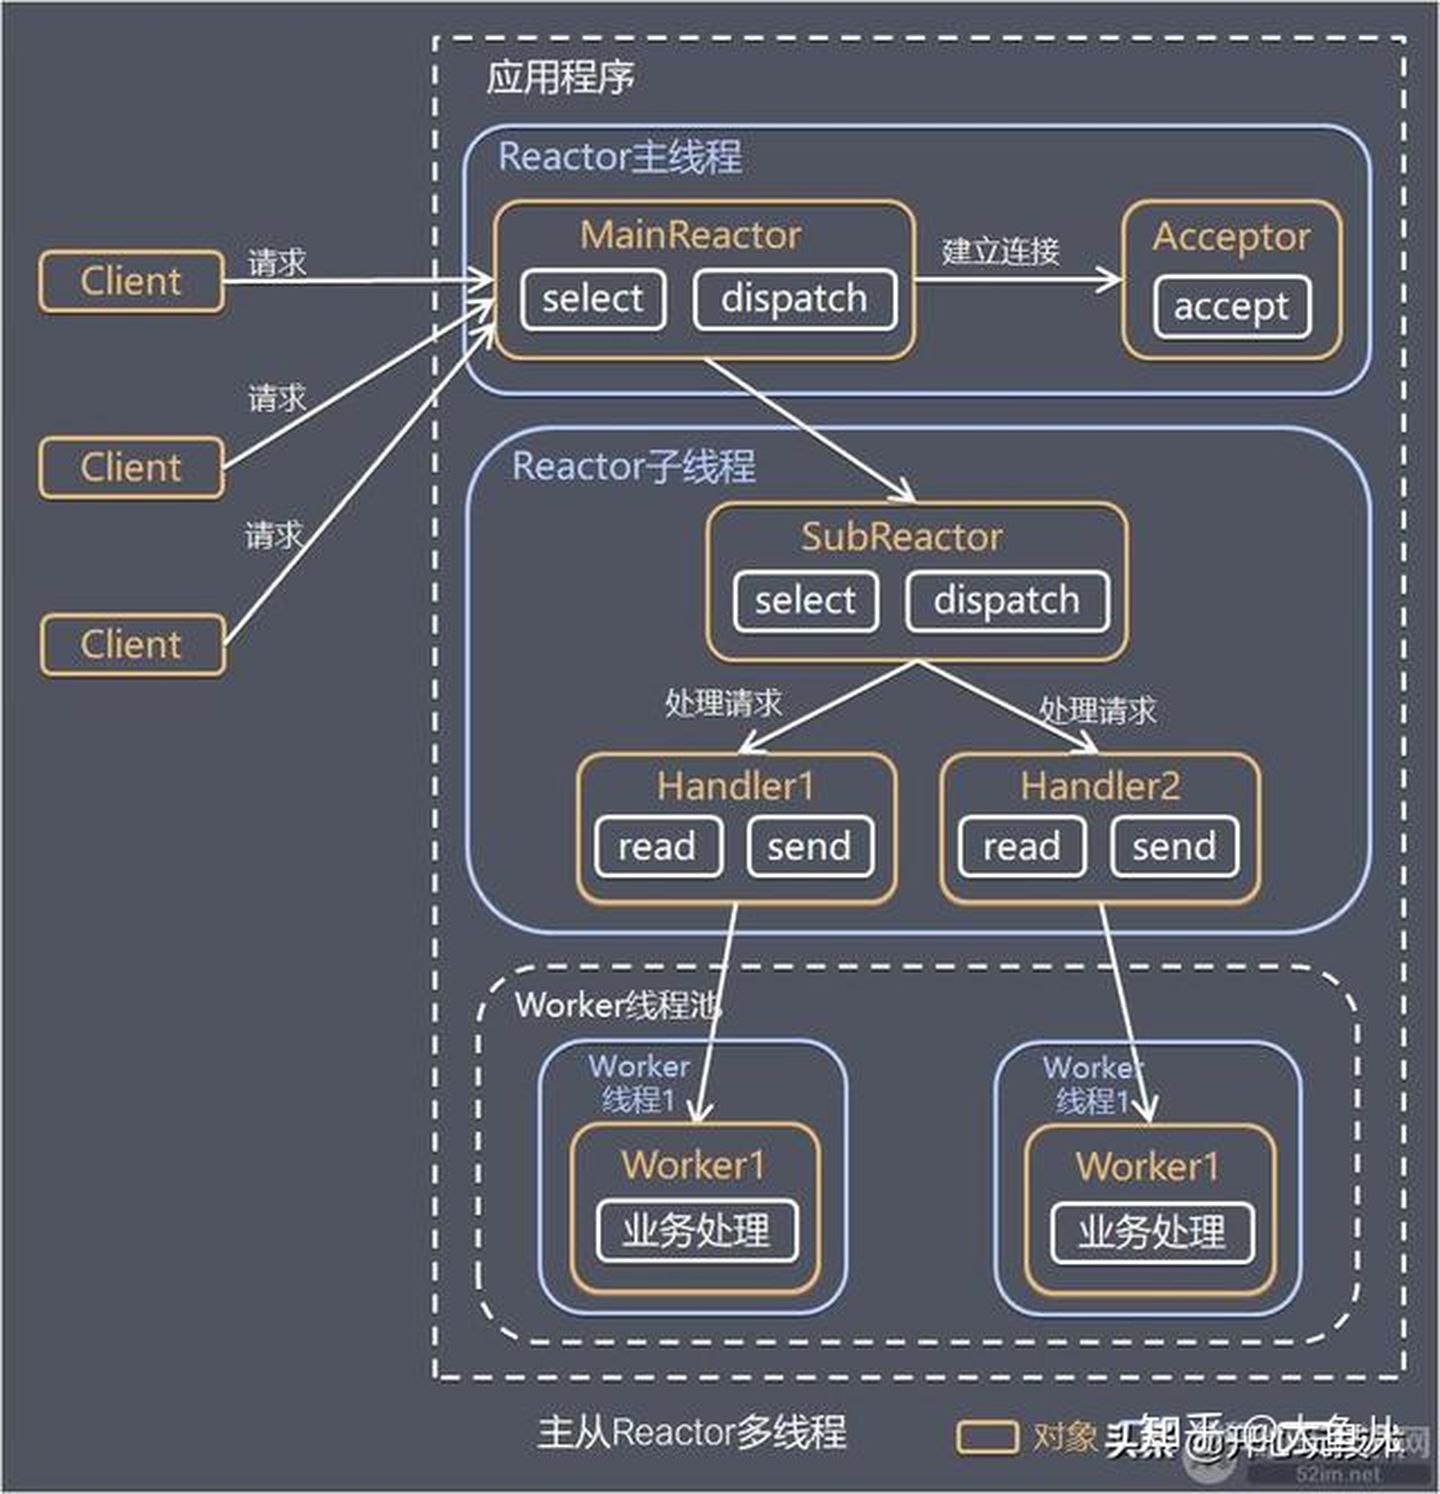 应用程序
Reactor主线程
MainReactor
select
dispatch
建立连接
Acceptor
accept
Client
请求
Client
请求
Client
请求
Reactor子线程
SubReactor
select
dispatch
处理请求
处理请求
Handler1
read
send
Handler2
read
send
Worker线程池
Worker
线程1
Worker1
业务处理
Worker
线程1
Worker1
业务处理
主从Reactor多线程
对象
知乎
头条
52im.net